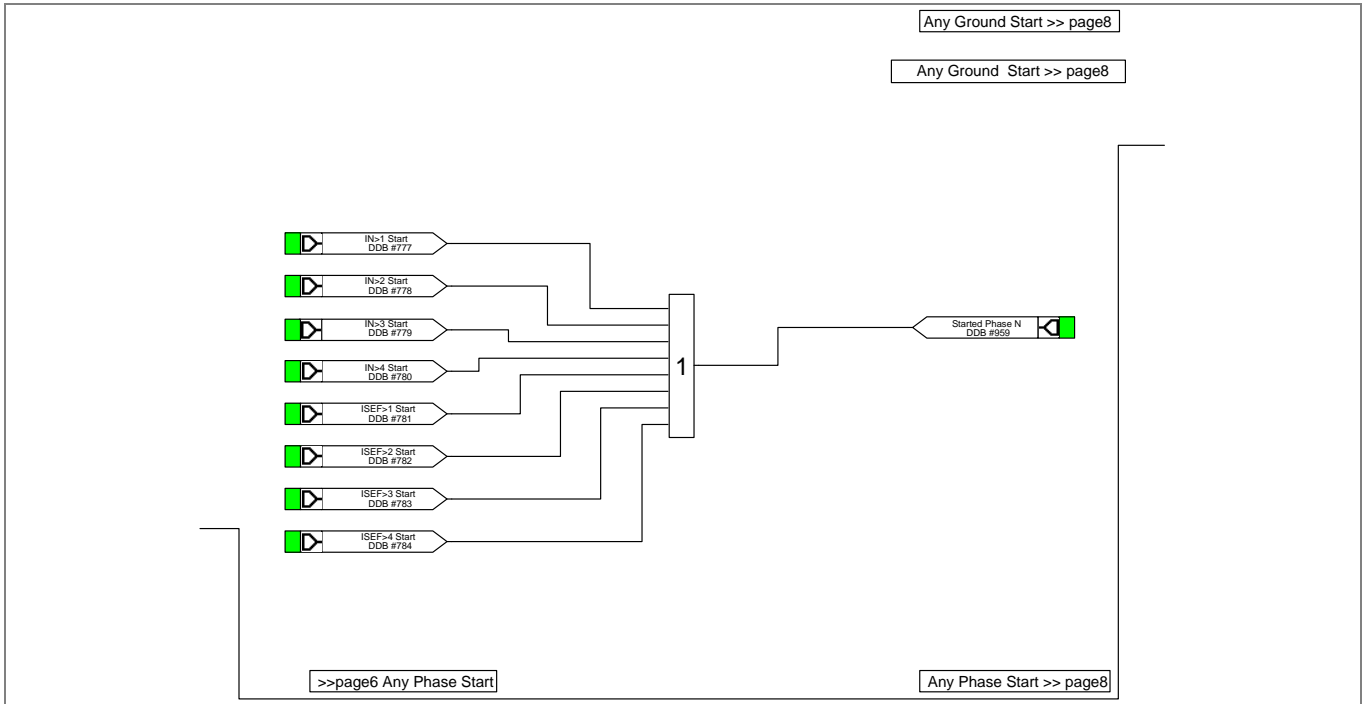 Any Ground Start >> page8
Any Ground  Start >> page8
IN>1 Start
DDB #777
IN>2 Start
DDB #778
IN>3 Start
DDB #779
IN>4 Start
DDB #780
ISEF>1 Start
DDB #781
ISEF>2 Start
DDB #782
ISEF>3 Start
DDB #783
ISEF>4 Start
DDB #784
1
Started Phase N
DDB #959
>>page6 Any Phase Start
Any Phase Start >> page8